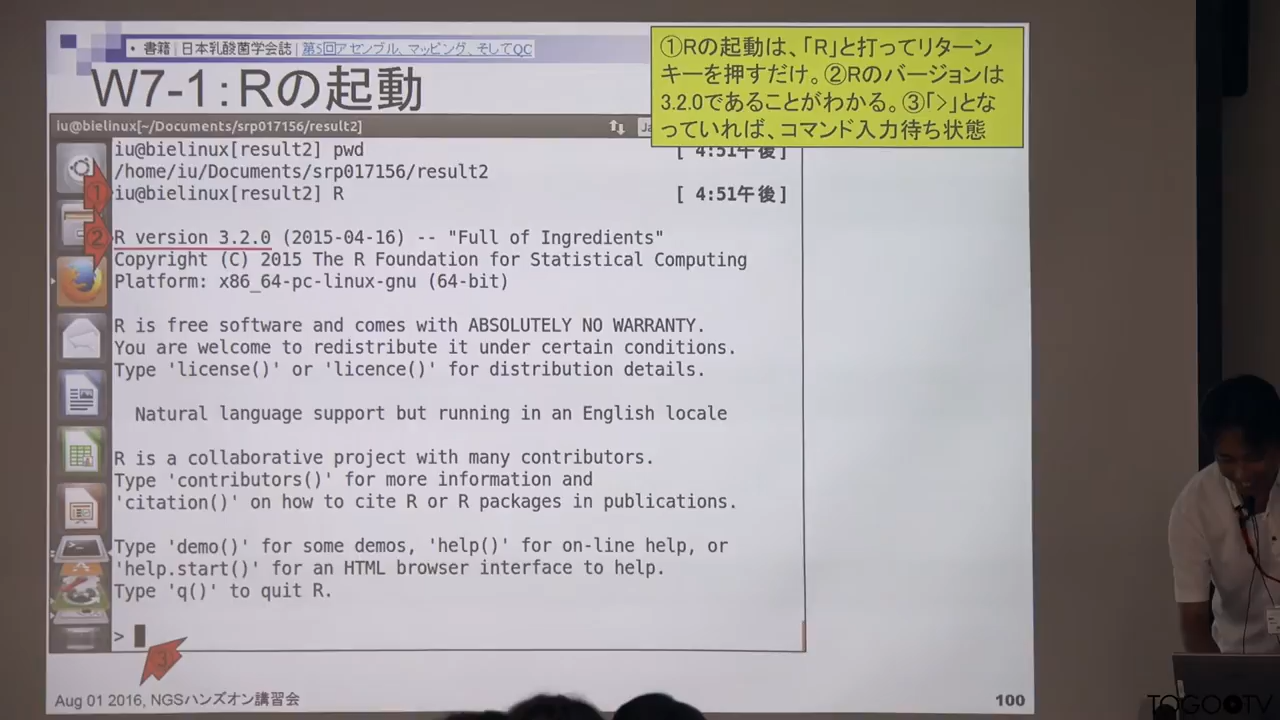 • 書籍 | 日本乳酸菌学会誌 | 第5回アセンブル、マッピング、そしてQC
W7-1:Rの起動
①Rの起動は、「R」と打ってリターン
キーを押すだけ。②Rのバージョンは
3.2.0であることがわかる。③「>」とな
っていれば、コマンド入力待ち状態
iu@bielinux[~/Documents/srp017156/result2]
Ja
iu@bielinux[result2] pwd [ 4:51午後]
/home/iu/Documents/srp017156/result2
iu@bielinux[result2] R [ 4:51午後]
①
②
R version 3.2.0 (2015-04-16) -- "Full of Ingredients"
Copyright (C) 2015 The R Foundation for Statistical Computing
Platform: x86_64-pc-linux-gnu (64-bit)
R is free software and comes with ABSOLUTELY NO WARRANTY.
You are welcome to redistribute it under certain conditions.
Type 'license()' or 'licence()' for distribution details.
Natural language support but running in an English locale
R is a collaborative project with many contributors.
Type 'contributors()' for more information and
'citation()' on how to cite R or R packages in publications.
Type 'demo()' for some demos, 'help()' for on-line help, or
'help.start()' for an HTML browser interface to help.
Type 'q()' to quit R.
>
③
Aug 01 2016, NGSハンズオン講習会
100
TOGOTV